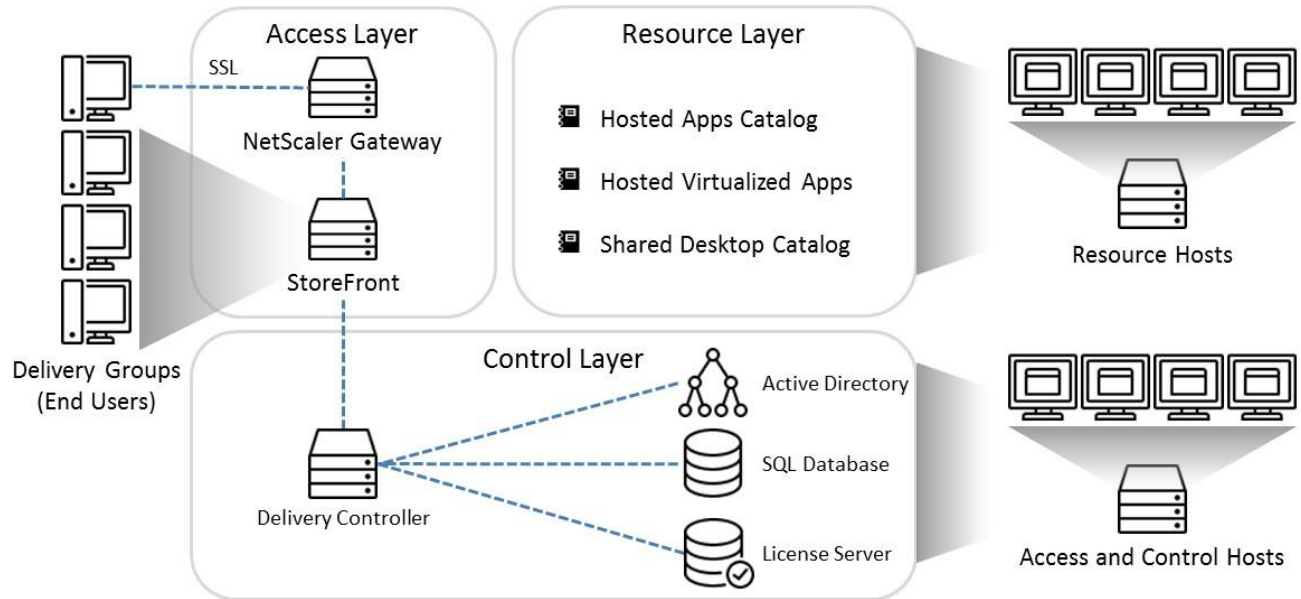 Access Layer
SSL
NetScaler Gateway
StoreFront
Delivery Groups
(End Users)
Resource Layer
Hosted Apps Catalog
Hosted Virtualized Apps
Shared Desktop Catalog
Resource Hosts
Control Layer
Delivery Controller
Active Directory
SQL Database
License Server
Access and Control Hosts